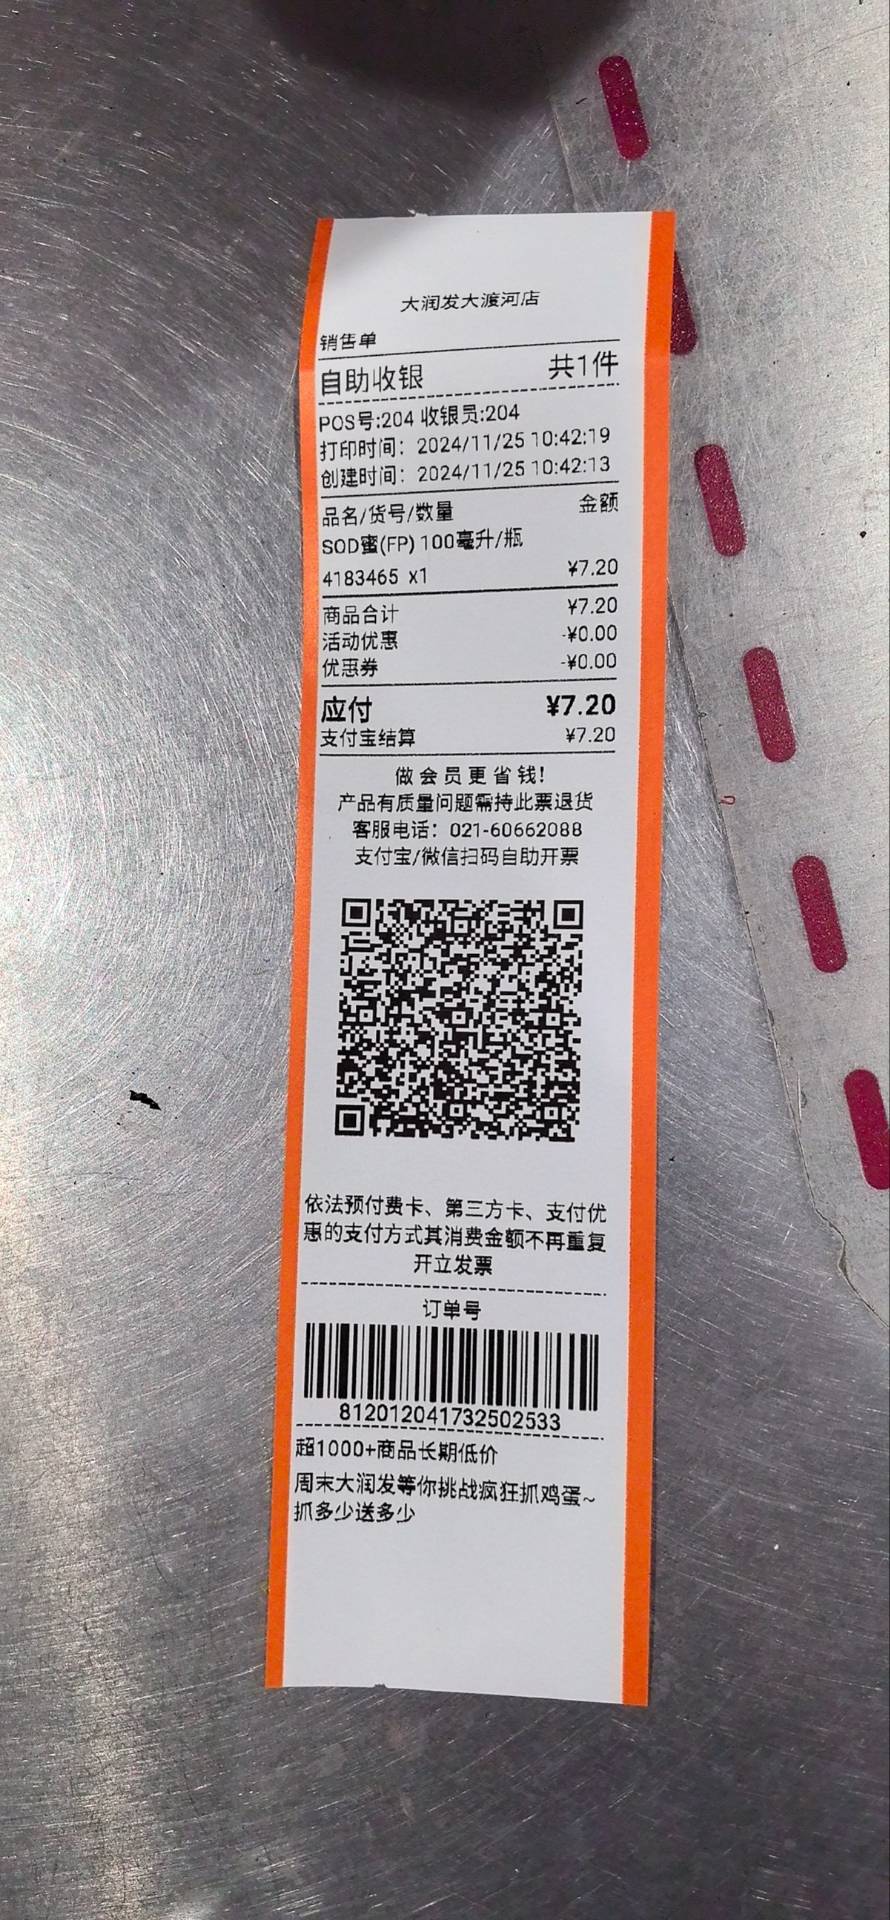 大润发大渡河店
销售单
自助收银 共1件
POS号:204 收银员:204
打印时间：2024/11/25 10:42:19
创建时间：2024/11/25 10:42:13
品名/货号/数量 金额
SOD蜜(FP) 100毫升/瓶
4183465 x1 ¥7.20
商品合计 ¥7.20
活动优惠 -¥0.00
优惠券 -¥0.00
应付 ¥7.20
支付宝结算 ¥7.20
做会员更省钱!
产品有质量问题需持此票退货
客服电话：021-60662088
支付宝/微信扫码自助开票
依法预付费卡、第三方卡、支付优
惠的支付方式其消费金额不再重复
开立发票
订单号
812012041732502533
超1000+商品长期低价
周末大润发等你挑战疯狂抓鸡蛋~
抓多少送多少